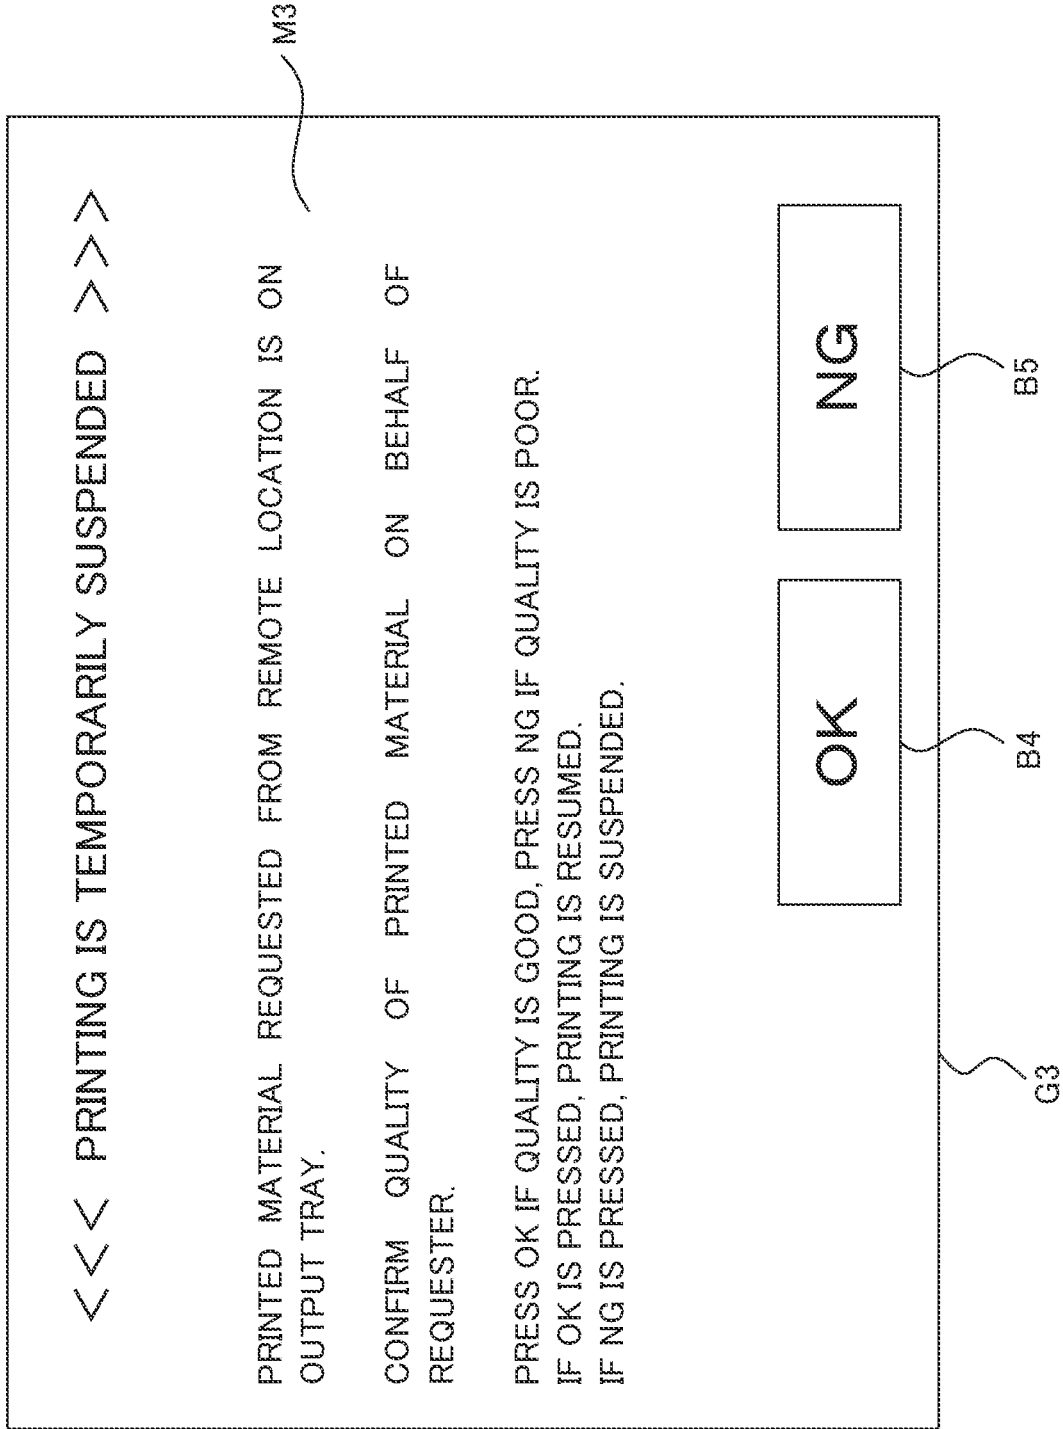 M3
<<< PRINTING IS TEMPORARILY SUSPENDED >>>
PRINTED MATERIAL REQUESTED FROM REMOTE LOCATION IS ON
OUTPUT TRAY.
CONFIRM QUALITY OF PRINTED MATERIAL ON BEHALF OF
REQUESTER.
PRESS OK IF QUALITY IS GOOD, PRESS NG IF QUALITY IS POOR.
IF OK IS PRESSED, PRINTING IS RESUMED.
IF NG IS PRESSED, PRINTING IS SUSPENDED.
OK
NG
G3
B4
B5